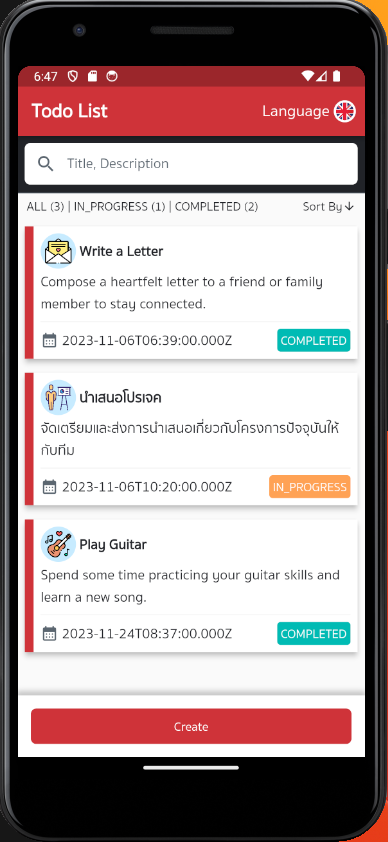 6:47
Todo List
Language
Title, Description
ALL (3) | IN_PROGRESS (1) | COMPLETED (2)
Sort By
Write a Letter
Compose a heartfelt letter to a friend or family
member to stay connected.
2023-11-06T06:39:00.000Z
COMPLETED
นำเสนอโปรเจค
จัดเตรียมและส่งการนำเสนอเกี่ยวกับโครงการปัจจุบันให้
กับทีม
2023-11-06T10:20:00.000Z
IN_PROGRESS
Play Guitar
Spend some time practicing your guitar skills and
learn a new song.
2023-11-24T08:37:00.000Z
COMPLETED
Create